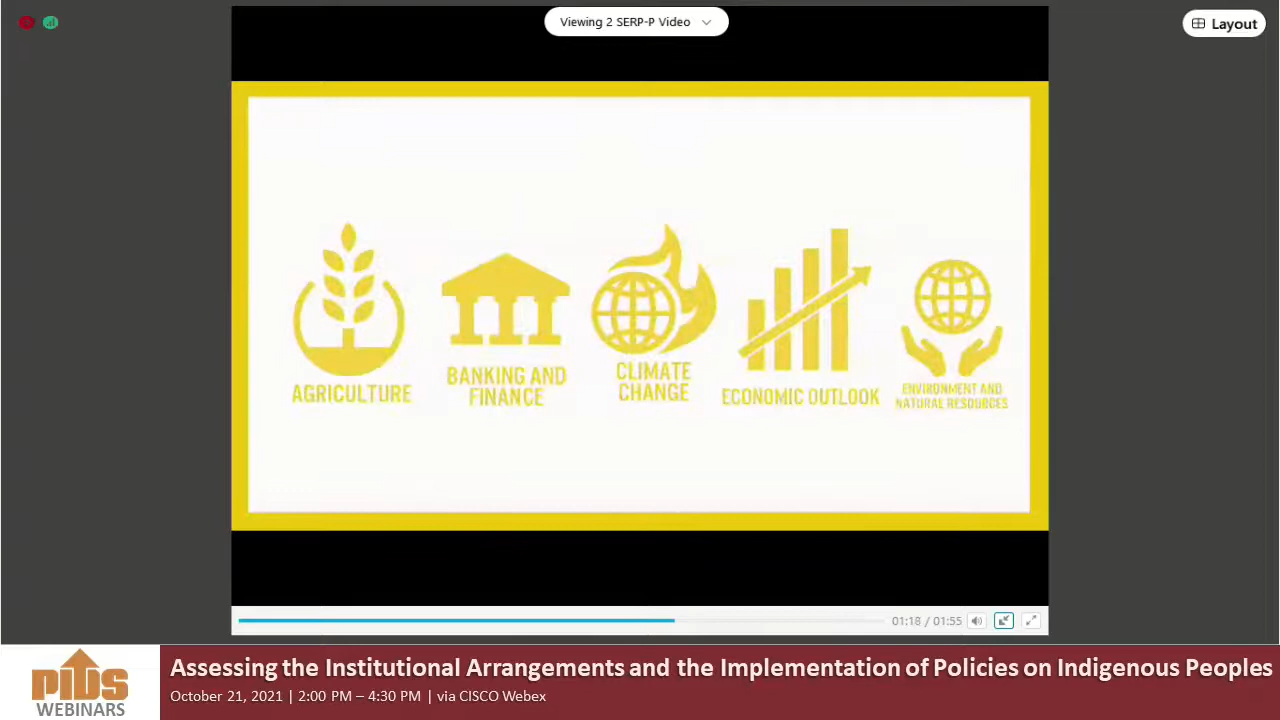 Viewing 2 SERP-P Video
Layout
AGRICULTURE
BANKING AND
FINANCE
CLIMATE
CHANGE
ECONOMIC OUTLOOK
ENVIRONMENT AND
NATURAL RESOURCES
01:18 / 01:55
pids
WEBINARS
Assessing the Institutional Arrangements and the Implementation of Policies on Indigenous Peoples
October 21, 2021 | 2:00 PM – 4:30 PM | via CISCO Webex